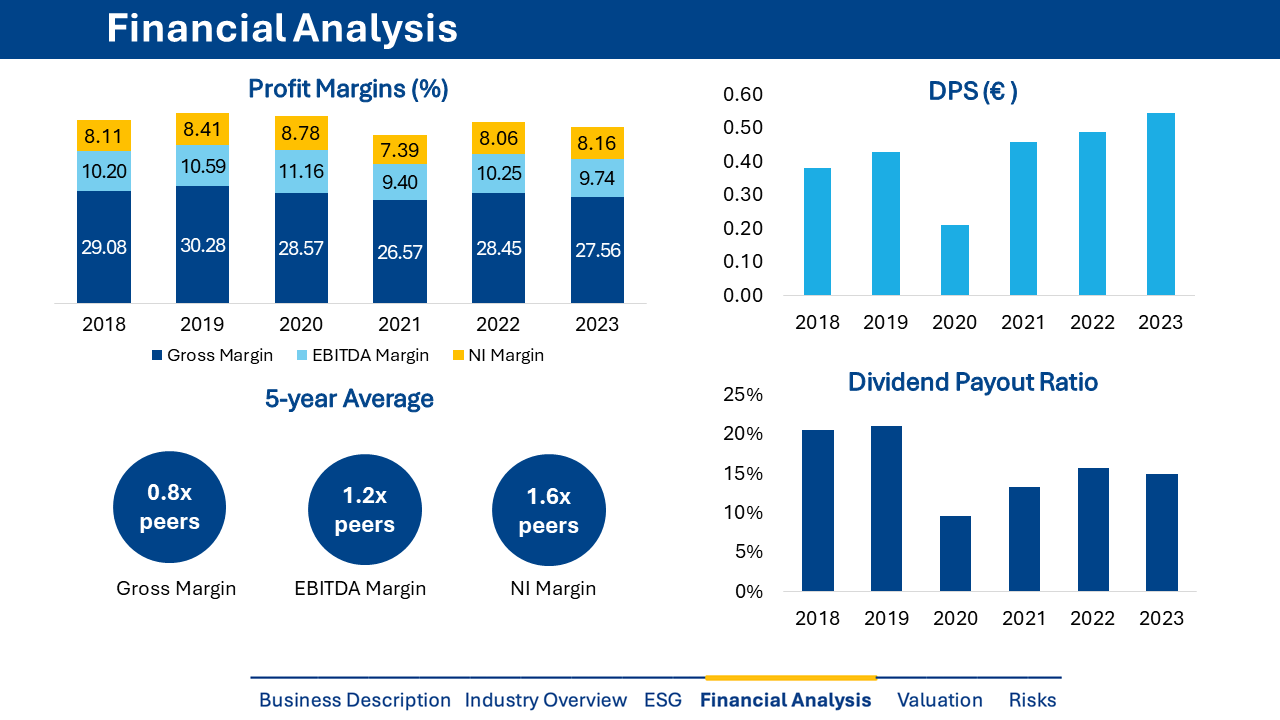 Financial Analysis
Profit Margins (%)
8.11 8.41 8.78 7.39 8.06 8.16
10.20 10.59 11.16 9.40 10.25 9.74
29.08 30.28 28.57 26.57 28.45 27.56
2018 2019 2020 2021 2022 2023
Gross Margin EBITDA Margin NI Margin
DPS (€ )
0.60
0.50
0.40
0.30
0.20
0.10
0.00
2018 2019 2020 2021 2022 2023
5-year Average
0.8x
peers
Gross Margin
1.2x
peers
EBITDA Margin
1.6x
peers
NI Margin
Dividend Payout Ratio
25%
20%
15%
10%
5%
0%
2018 2019 2020 2021 2022 2023
Business Description Industry Overview ESG Financial Analysis Valuation Risks